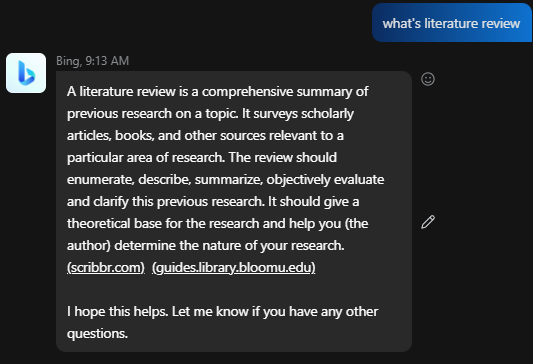 what's literature review
Bing, 9:13 AM
A literature review is a comprehensive summary of
previous research on a topic. It surveys scholarly
articles, books, and other sources relevant to a
particular area of research. The review should
enumerate, describe, summarize, objectively evaluate
and clarify this previous research. It should give a
theoretical base for the research and help you (the
author) determine the nature of your research.
(scribbr.com) (guides.library.bloomu.edu)
I hope this helps. Let me know if you have any other
questions.